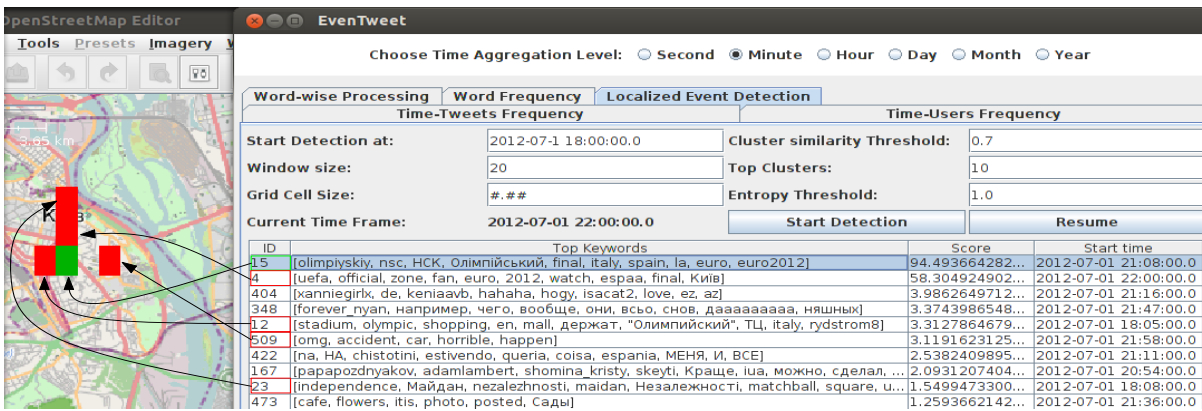 OpenStreetMap Editor
EvenTweet
Tools Presets Imagery
Choose Time Aggregation Level: Second Minute Hour Day Month Year
Word-wise Processing Word Frequency Localized Event Detection
Time-Tweets Frequency Time-Users Frequency
3.85 km
Start Detection at: 2012-07-1 18:00:00.0 Cluster similarity Threshold: 0.7
Window size: 20 Top Clusters: 10
Grid Cell Size: #.## Entropy Threshold: 1.0
Current Time Frame: 2012-07-01 22:00:00.0 Start Detection Resume
ID Top Keywords Score Start time
15 [olimpiyskiy, nsc, НСК, Олімпійський, final, italy, spain, la, euro, euro2012] 94.493664282... 2012-07-01 21:08:00.0
4 [uefa, official, zone, fan, euro, 2012, watch, espaa, final, Київ] 58.304924902... 2012-07-01 22:00:00.0
404 [xanniegirlx, de, keniaavb, hahaha, hogy, isacat2, love, ez, az] 3.9862649712... 2012-07-01 21:16:00.0
348 [forever_nyan, например, чего, вообще, они, всьо, снов, дааааааааа, няшных] 3.3743986548... 2012-07-01 21:47:00.0
12 [stadium, olympic, shopping, en, mall, держат, "Олимпийский", ТЦ, italy, rydstrom8] 3.3127864679... 2012-07-01 18:05:00.0
509 [omg, accident, car, horrible, happen] 3.1191623125... 2012-07-01 21:58:00.0
422 [na, НА, chistotini, estivendo, queria, coisa, espania, МЕНЯ, И, ВСЕ] 2.5382409895... 2012-07-01 21:11:00.0
167 [papapozdnyakov, adamlambert, shomina_kristy, skeyti, Краще, iua, можно, сделал, ... 2.0931207404... 2012-07-01 20:54:00.0
23 [independence, Майдан, nezalezhnosti, maidan, Незалежності, matchball, square, u... 1.5499473300... 2012-07-01 18:08:00.0
473 [cafe, flowers, itis, photo, posted, Сады] 1.2593662142... 2012-07-01 21:36:00.0